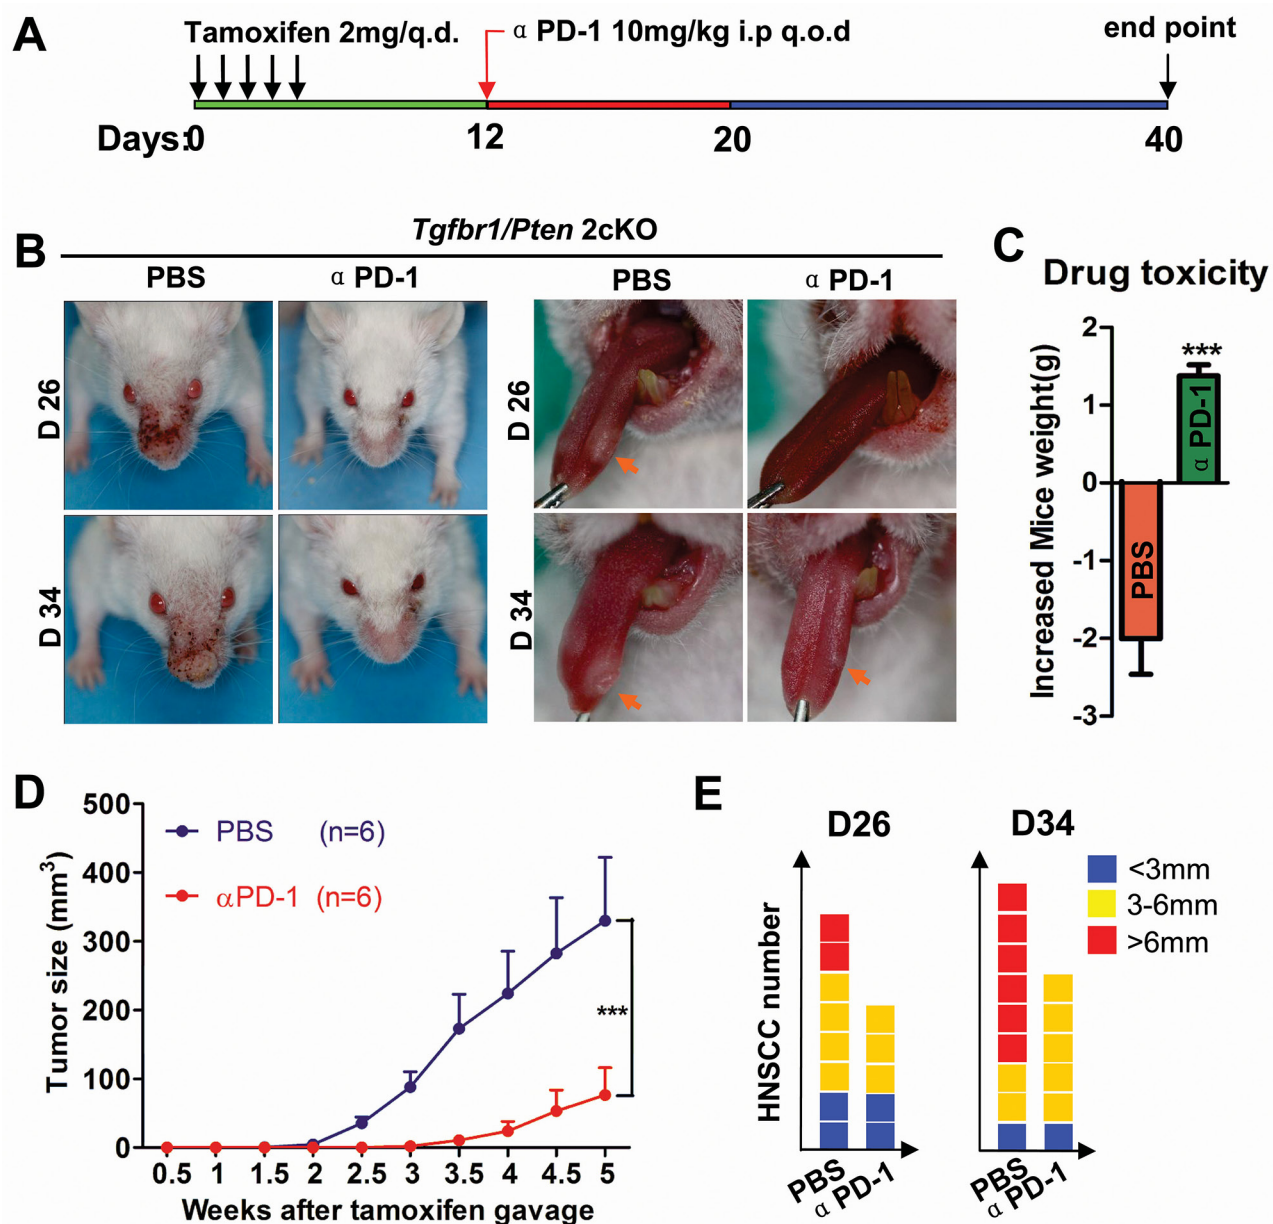 A
Tamoxifen 2mg/q.d.
α PD-1 10mg/kg i.p q.o.d
end point
Days:0
12
20
40
B
Tgfbr1/Pten 2cKO
PBS
α PD-1
PBS
α PD-1
D 26
D 26
D 34
D 34
C
Drug toxicity
Increased Mice weight(g)
2
1
0
-1
-2
-3
***
α PD-1
PBS
D
Tumor size (mm³)
500
400
300
200
100
0
PBS (n=6)
αPD-1 (n=6)
***
0.5 1 1.5 2 2.5 3 3.5 4 4.5 5
Weeks after tamoxifen gavage
E
D26
D34
HNSCC number
<3mm
3-6mm
>6mm
PBS
α PD-1
PBS
α PD-1